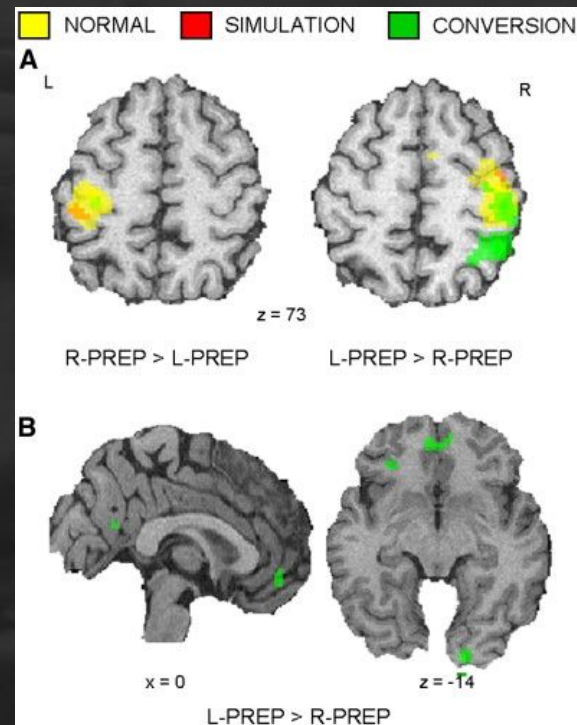 NORMAL SIMULATION CONVERSION
A
L R
z = 73
R-PREP > L-PREP L-PREP > R-PREP
B
x = 0 z = -14
L-PREP > R-PREP